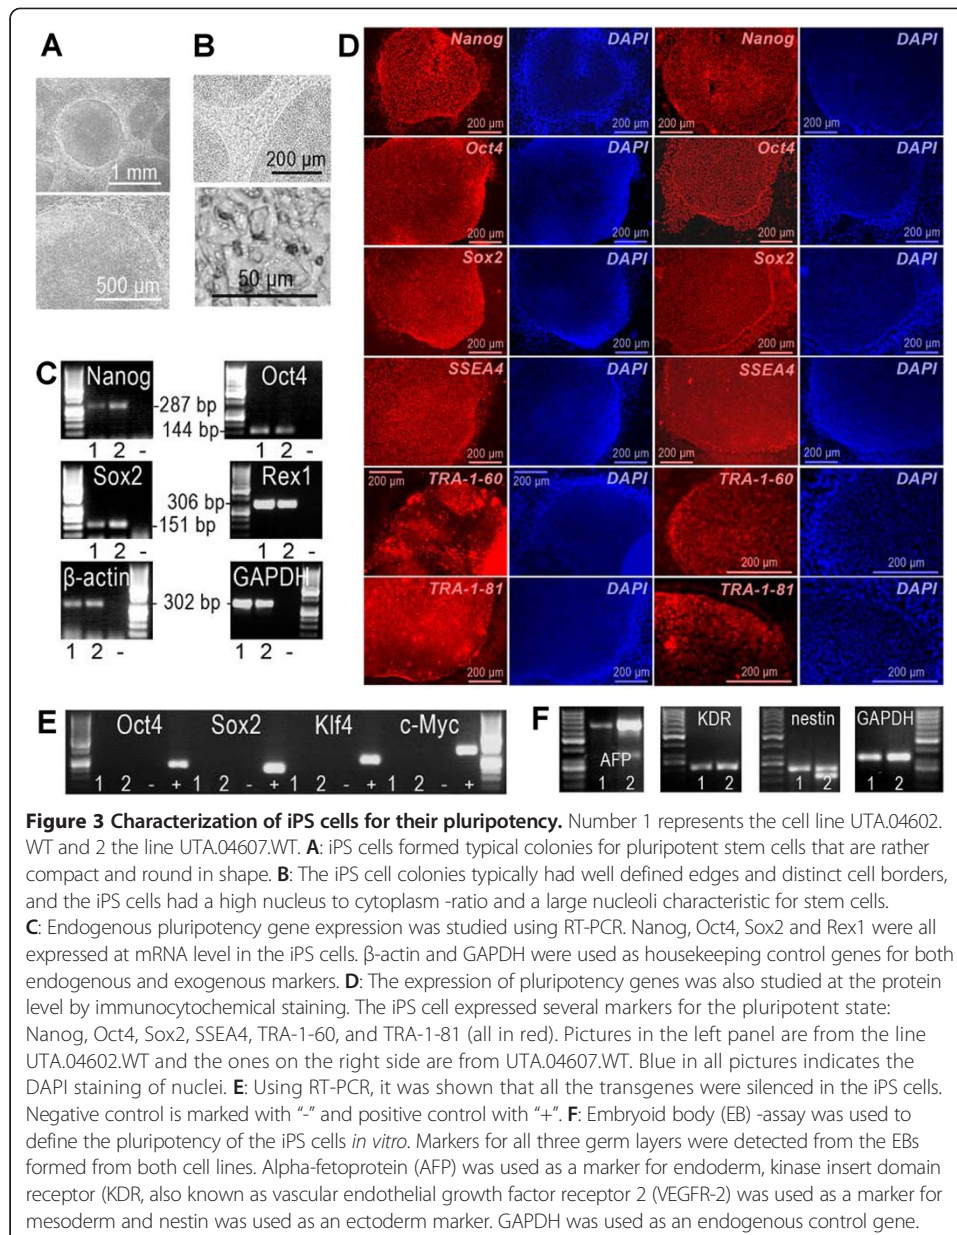 A
B
D
1 mm
500 µm
200 µm
50 µm
Nanog DAPI Nanog DAPI
200 µm 200 µm 200 µm 200 µm
Oct4 DAPI Oct4 DAPI
200 µm 200 µm 200 µm 200 µm
Sox2 DAPI Sox2 DAPI
200 µm 200 µm 200 µm 200 µm
SSEA4 DAPI SSEA4 DAPI
200 µm 200 µm 200 µm 200 µm
200 µm TRA-1-60 200 µm DAPI TRA-1-60 DAPI
200 µm 200 µm
TRA-1-81 DAPI TRA-1-81 DAPI
200 µm 200 µm 200 µm 200 µm
C
Nanog Oct4
-287 bp
144 bp-
1 2 - 1 2 -
Sox2 Rex1
306 bp-
-151 bp
1 2 - 1 2 -
β-actin GAPDH
- 302 bp -
1 2 - 1 2 -
E
Oct4 Sox2 Klf4 c-Myc
1 2 - + 1 2 - + 1 2 - + 1 2 - +
F
AFP KDR nestin GAPDH
1 2 1 2 1 2 1 2
Figure 3 Characterization of iPS cells for their pluripotency. Number 1 represents the cell line UTA.04602.
WT and 2 the line UTA.04607.WT. A: iPS cells formed typical colonies for pluripotent stem cells that are rather
compact and round in shape. B: The iPS cell colonies typically had well defined edges and distinct cell borders,
and the iPS cells had a high nucleus to cytoplasm -ratio and a large nucleoli characteristic for stem cells.
C: Endogenous pluripotency gene expression was studied using RT-PCR. Nanog, Oct4, Sox2 and Rex1 were all
expressed at mRNA level in the iPS cells. β-actin and GAPDH were used as housekeeping control genes for both
endogenous and exogenous markers. D: The expression of pluripotency genes was also studied at the protein
level by immunocytochemical staining. The iPS cell expressed several markers for the pluripotent state:
Nanog, Oct4, Sox2, SSEA4, TRA-1-60, and TRA-1-81 (all in red). Pictures in the left panel are from the line
UTA.04602.WT and the ones on the right side are from UTA.04607.WT. Blue in all pictures indicates the
DAPI staining of nuclei. E: Using RT-PCR, it was shown that all the transgenes were silenced in the iPS cells.
Negative control is marked with “-” and positive control with “+”. F: Embryoid body (EB) -assay was used to
define the pluripotency of the iPS cells in vitro. Markers for all three germ layers were detected from the EBs
formed from both cell lines. Alpha-fetoprotein (AFP) was used as a marker for endoderm, kinase insert domain
receptor (KDR, also known as vascular endothelial growth factor receptor 2 (VEGFR-2) was used as a marker for
mesoderm and nestin was used as an ectoderm marker. GAPDH was used as an endogenous control gene.